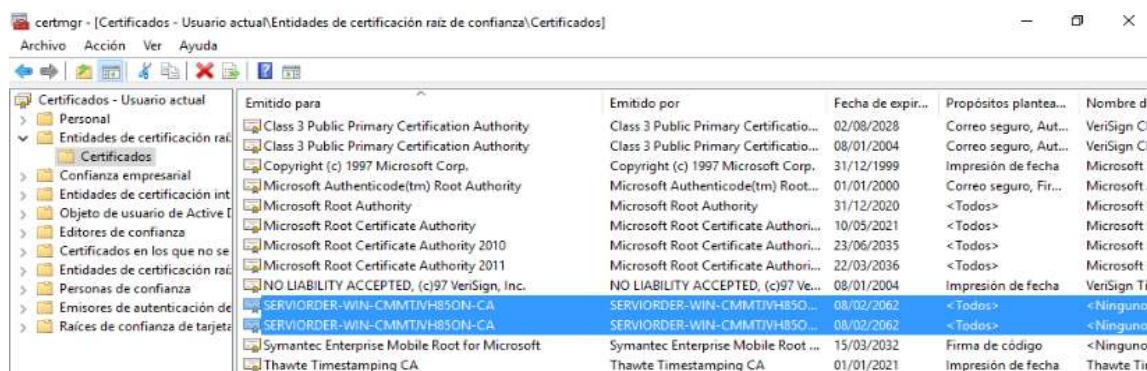 certmgr - [Certificados - Usuario actual\Entidades de certificación raíz de confianza\Certificados]
Archivo Acción Ver Ayuda
Certificados - Usuario actual
Personal
Entidades de certificación raíz
Certificados
Confianza empresarial
Entidades de certificación int
Objeto de usuario de Active D
Editores de confianza
Certificados en los que no se
Entidades de certificación raíz
Personas de confianza
Emisores de autenticación de
Raíces de confianza de tarjeta
Emitido para Emitido por Fecha de expir... Propósitos plantea... Nombre d
Class 3 Public Primary Certification Authority Class 3 Public Primary Certificatio... 02/08/2028 Correo seguro, Aut... VeriSign Cl
Class 3 Public Primary Certification Authority Class 3 Public Primary Certificatio... 08/01/2004 Correo seguro, Aut... VeriSign Cl
Copyright (c) 1997 Microsoft Corp. Copyright (c) 1997 Microsoft Corp. 31/12/1999 Impresión de fecha Microsoft
Microsoft Authenticode(tm) Root Authority Microsoft Authenticode(tm) Root... 01/01/2000 Correo seguro, Fir... Microsoft
Microsoft Root Authority Microsoft Root Authority 31/12/2020 <Todos> Microsoft
Microsoft Root Certificate Authority Microsoft Root Certificate Authori... 10/05/2021 <Todos> Microsoft
Microsoft Root Certificate Authority 2010 Microsoft Root Certificate Authori... 23/06/2035 <Todos> Microsoft
Microsoft Root Certificate Authority 2011 Microsoft Root Certificate Authori... 22/03/2036 <Todos> Microsoft
NO LIABILITY ACCEPTED, (c)97 VeriSign, Inc. NO LIABILITY ACCEPTED, (c)97 Ve... 08/01/2004 Impresión de fecha VeriSign Ti
SERVIORDER-WIN-CMMTJVH85ON-CA SERVIORDER-WIN-CMMTJVH85O... 08/02/2062 <Todos> <Ninguno
SERVIORDER-WIN-CMMTJVH85ON-CA SERVIORDER-WIN-CMMTJVH85O... 08/02/2062 <Todos> <Ninguno
Symantec Enterprise Mobile Root for Microsoft Symantec Enterprise Mobile Root ... 15/03/2032 Firma de código <Ninguno
Thawte Timestamping CA Thawte Timestamping CA 01/01/2021 Impresión de fecha Thawte Ti